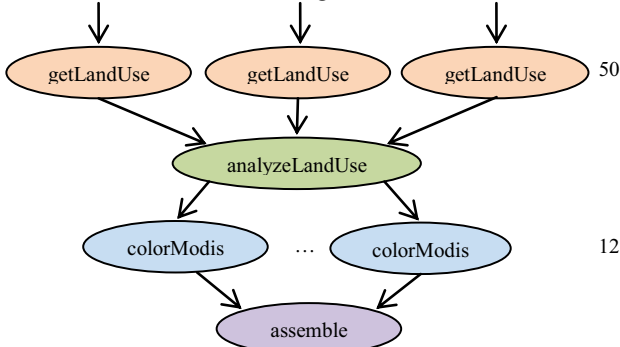 getLandUse getLandUse getLandUse 50
analyzeLandUse
colorModis … colorModis 12
assemble